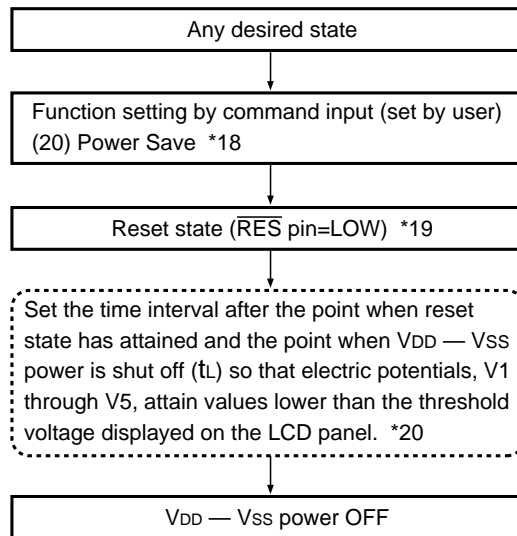 Any desired state
Function setting by command input (set by user)
(20) Power Save *18
Reset state (R̅E̅S̅ pin=LOW) *19
Set the time interval after the point when reset
state has attained and the point when VDD — VSS
power is shut off (tL) so that electric potentials, V1
through V5, attain values lower than the threshold
voltage displayed on the LCD panel. *20
VDD — VSS power OFF